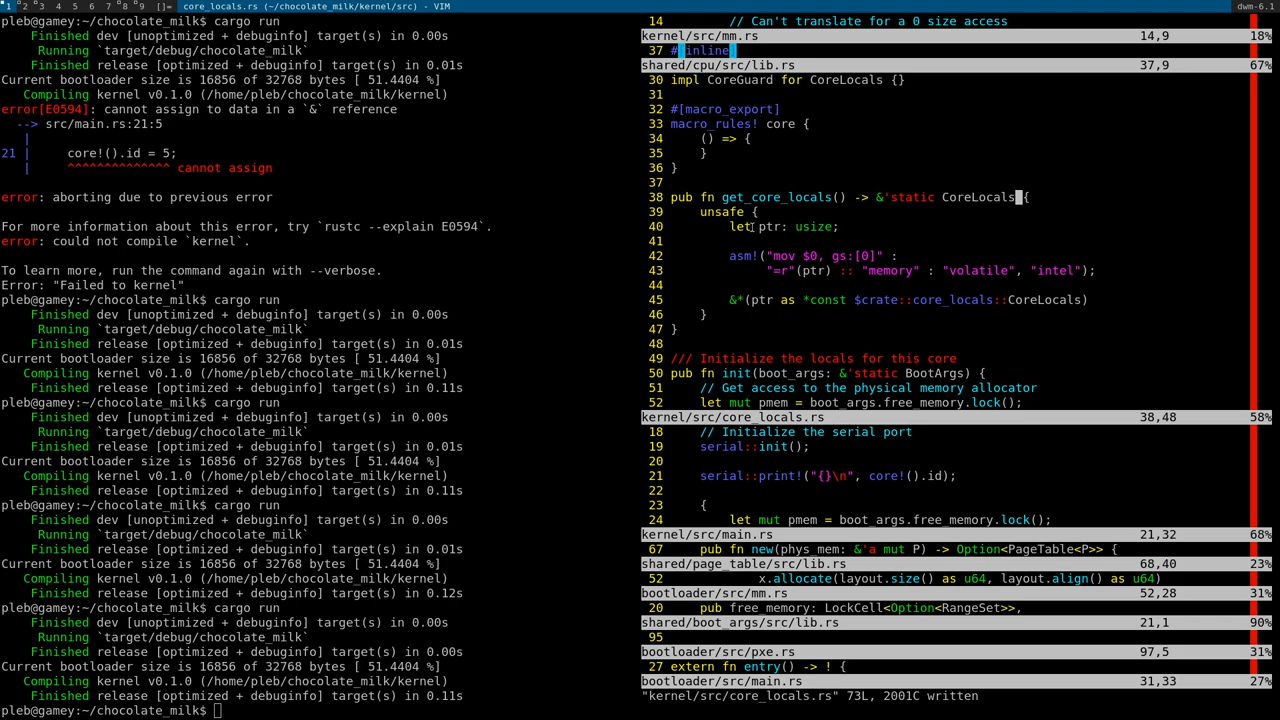 1 2 3 4 5 6 7 8 9 []= core_locals.rs (~/chocolate_milk/kernel/src) - VIM dwm-6.1
pleb@gamey:~/chocolate_milk$ cargo run
    Finished dev [unoptimized + debuginfo] target(s) in 0.00s
     Running `target/debug/chocolate_milk`
    Finished release [optimized + debuginfo] target(s) in 0.01s
Current bootloader size is 16856 of 32768 bytes [ 51.4404 %]
   Compiling kernel v0.1.0 (/home/pleb/chocolate_milk/kernel)
error[E0594]: cannot assign to data in a `&` reference
  --> src/main.rs:21:5
   |
21 |     core!().id = 5;
   |     ^^^^^^^^^^^^^^ cannot assign
error: aborting due to previous error
For more information about this error, try `rustc --explain E0594`.
error: could not compile `kernel`.
To learn more, run the command again with --verbose.
Error: "Failed to kernel"
pleb@gamey:~/chocolate_milk$ cargo run
    Finished dev [unoptimized + debuginfo] target(s) in 0.00s
     Running `target/debug/chocolate_milk`
    Finished release [optimized + debuginfo] target(s) in 0.01s
Current bootloader size is 16856 of 32768 bytes [ 51.4404 %]
   Compiling kernel v0.1.0 (/home/pleb/chocolate_milk/kernel)
    Finished release [optimized + debuginfo] target(s) in 0.11s
pleb@gamey:~/chocolate_milk$ cargo run
    Finished dev [unoptimized + debuginfo] target(s) in 0.00s
     Running `target/debug/chocolate_milk`
    Finished release [optimized + debuginfo] target(s) in 0.01s
Current bootloader size is 16856 of 32768 bytes [ 51.4404 %]
   Compiling kernel v0.1.0 (/home/pleb/chocolate_milk/kernel)
    Finished release [optimized + debuginfo] target(s) in 0.11s
pleb@gamey:~/chocolate_milk$ cargo run
    Finished dev [unoptimized + debuginfo] target(s) in 0.00s
     Running `target/debug/chocolate_milk`
    Finished release [optimized + debuginfo] target(s) in 0.01s
Current bootloader size is 16856 of 32768 bytes [ 51.4404 %]
   Compiling kernel v0.1.0 (/home/pleb/chocolate_milk/kernel)
    Finished release [optimized + debuginfo] target(s) in 0.12s
pleb@gamey:~/chocolate_milk$ cargo run
    Finished dev [unoptimized + debuginfo] target(s) in 0.00s
     Running `target/debug/chocolate_milk`
    Finished release [optimized + debuginfo] target(s) in 0.00s
Current bootloader size is 16856 of 32768 bytes [ 51.4404 %]
   Compiling kernel v0.1.0 (/home/pleb/chocolate_milk/kernel)
    Finished release [optimized + debuginfo] target(s) in 0.11s
pleb@gamey:~/chocolate_milk$
14         // Can't translate for a 0 size access
kernel/src/mm.rs 14,9 18%
37 #[inline]
shared/cpu/src/lib.rs 37,9 67%
30 impl CoreGuard for CoreLocals {}
31
32 #[macro_export]
33 macro_rules! core {
34     () => {
35     }
36 }
37
38 pub fn get_core_locals() -> &'static CoreLocals {
39     unsafe {
40         let ptr: usize;
41
42         asm!("mov $0, gs:[0]" :
43               "=r"(ptr) :: "memory" : "volatile", "intel");
44
45         &*(ptr as *const $crate::core_locals::CoreLocals)
46     }
47 }
48
49 /// Initialize the locals for this core
50 pub fn init(boot_args: &'static BootArgs) {
51     // Get access to the physical memory allocator
52     let mut pmem = boot_args.free_memory.lock();
kernel/src/core_locals.rs 38,48 58%
18     // Initialize the serial port
19     serial::init();
20
21     serial::print!("{}\n", core!().id);
22
23     {
24         let mut pmem = boot_args.free_memory.lock();
kernel/src/main.rs 21,32 68%
67     pub fn new(phys_mem: &'a mut P) -> Option<PageTable<P>> {
shared/page_table/src/lib.rs 68,40 23%
52             x.allocate(layout.size() as u64, layout.align() as u64)
bootloader/src/mm.rs 52,28 31%
20     pub free_memory: LockCell<Option<RangeSet>>,
shared/boot_args/src/lib.rs 21,1 90%
95
bootloader/src/pxe.rs 97,5 31%
27 extern fn entry() -> ! {
bootloader/src/main.rs 31,33 27%
"kernel/src/core_locals.rs" 73L, 2001C written